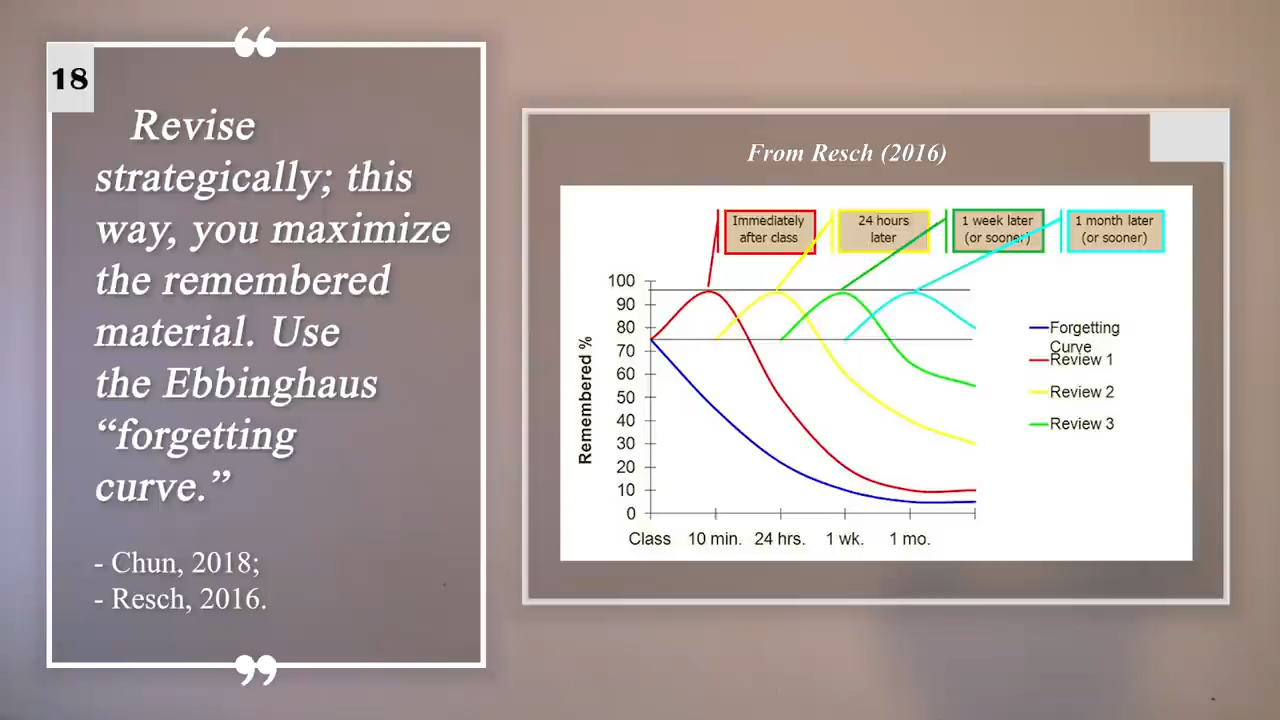 “
18
Revise
strategically; this
way, you maximize
the remembered
material. Use
the Ebbinghaus
“forgetting
curve.”
- Chun, 2018;
- Resch, 2016.
”
From Resch (2016)
Immediately
after class
24 hours
later
1 week later
(or sooner)
1 month later
(or sooner)
Remembered %
100
90
80
70
60
50
40
30
20
10
0
Class 10 min. 24 hrs. 1 wk. 1 mo.
Forgetting
Curve
Review 1
Review 2
Review 3